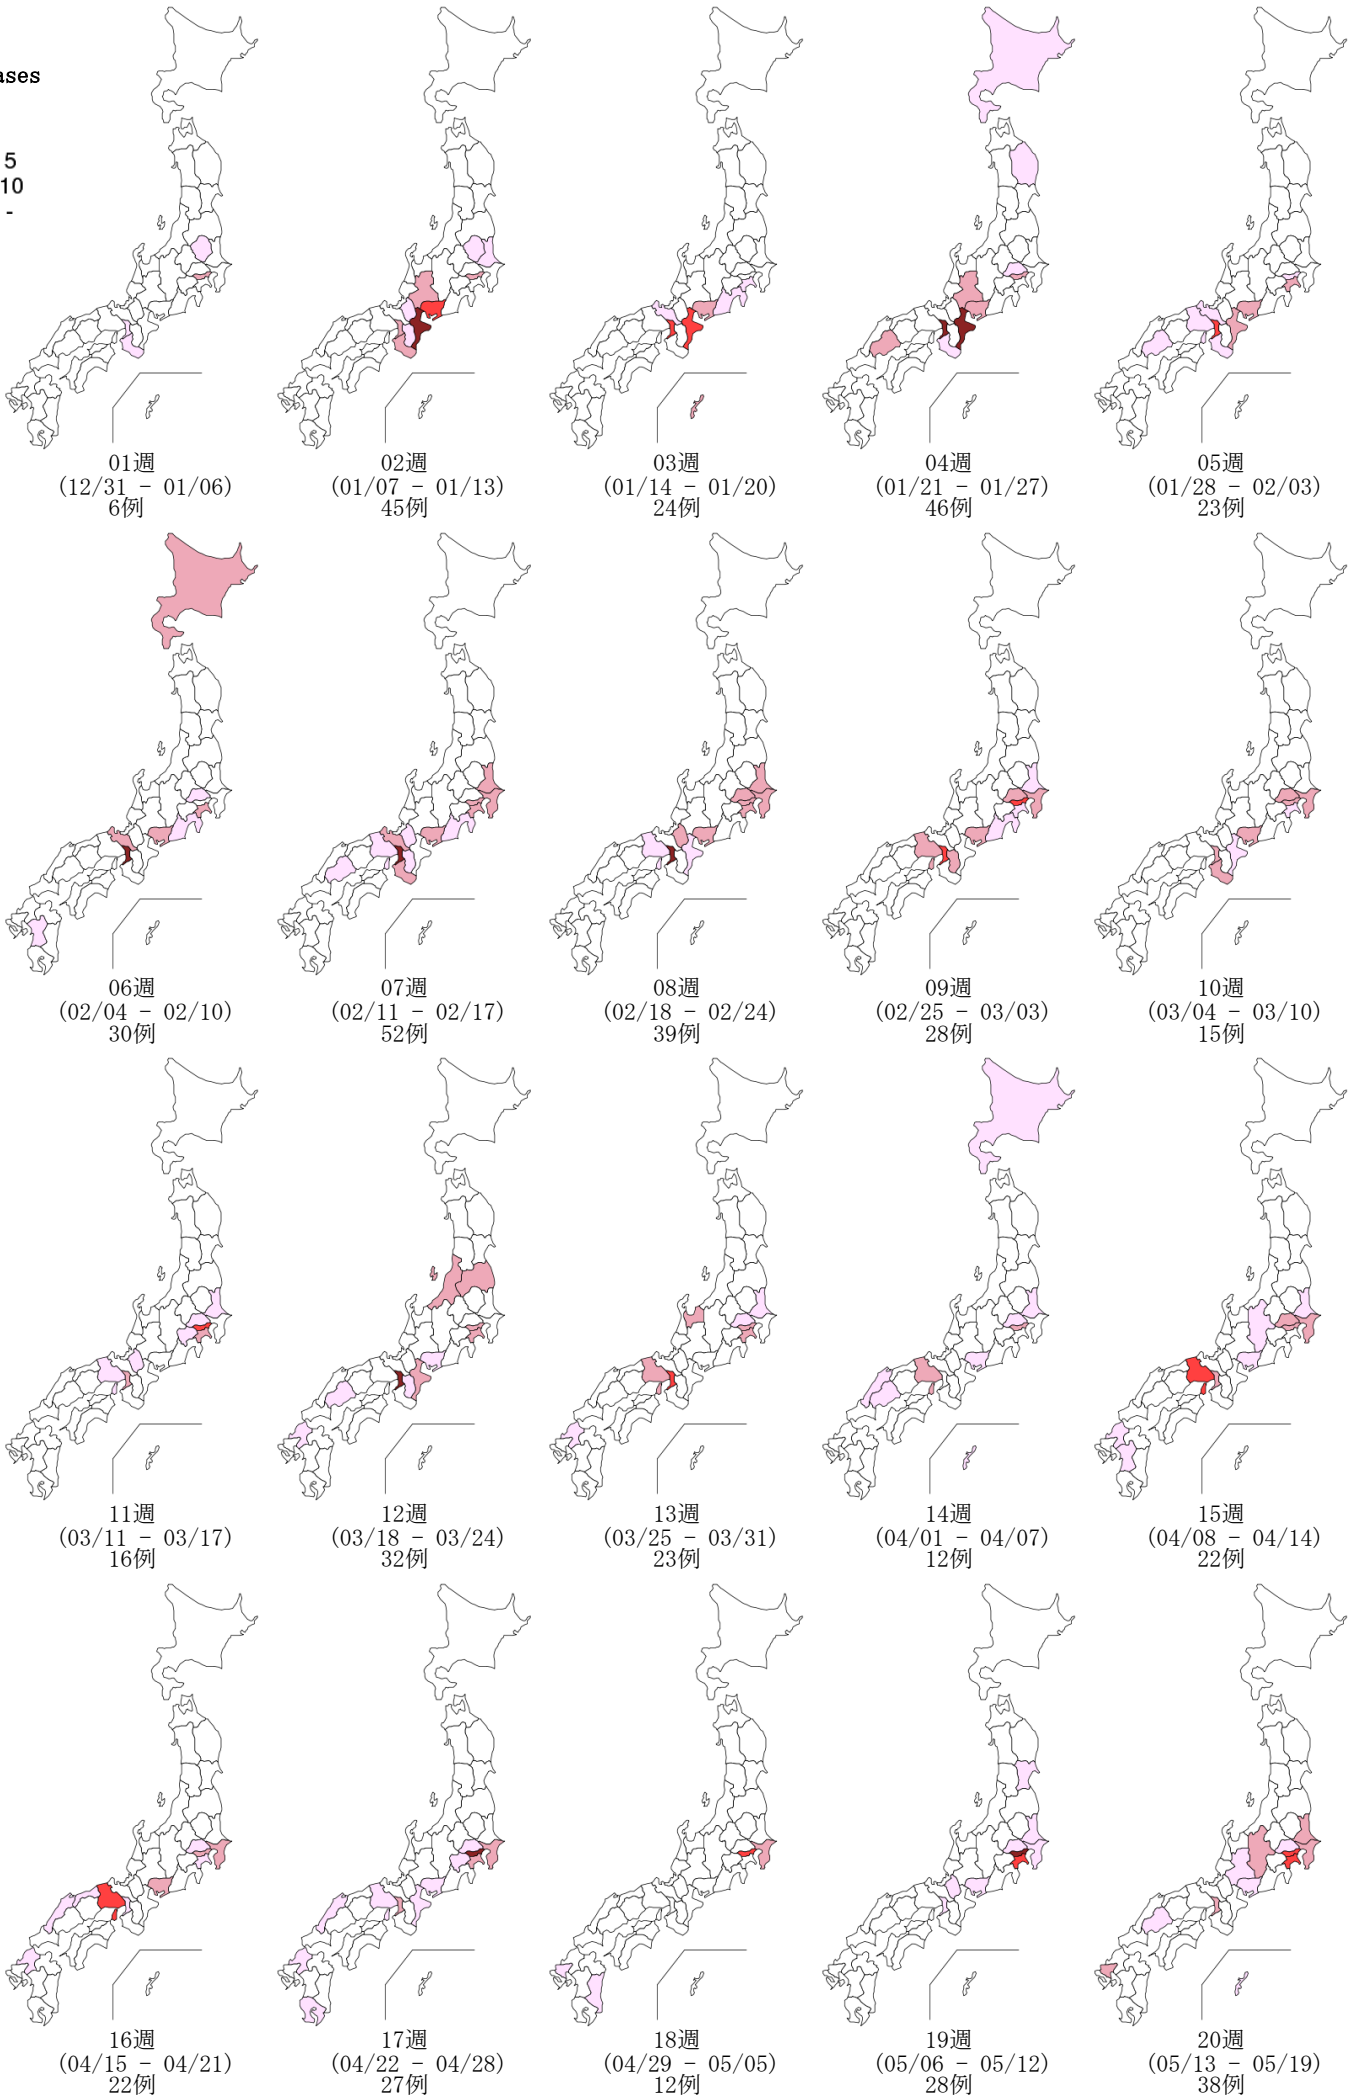 ases
5
10
-
01週
(12/31 - 01/06)
6例
02週
(01/07 - 01/13)
45例
03週
(01/14 - 01/20)
24例
04週
(01/21 - 01/27)
46例
05週
(01/28 - 02/03)
23例
06週
(02/04 - 02/10)
30例
07週
(02/11 - 02/17)
52例
08週
(02/18 - 02/24)
39例
09週
(02/25 - 03/03)
28例
10週
(03/04 - 03/10)
15例
11週
(03/11 - 03/17)
16例
12週
(03/18 - 03/24)
32例
13週
(03/25 - 03/31)
23例
14週
(04/01 - 04/07)
12例
15週
(04/08 - 04/14)
22例
16週
(04/15 - 04/21)
22例
17週
(04/22 - 04/28)
27例
18週
(04/29 - 05/05)
12例
19週
(05/06 - 05/12)
28例
20週
(05/13 - 05/19)
38例